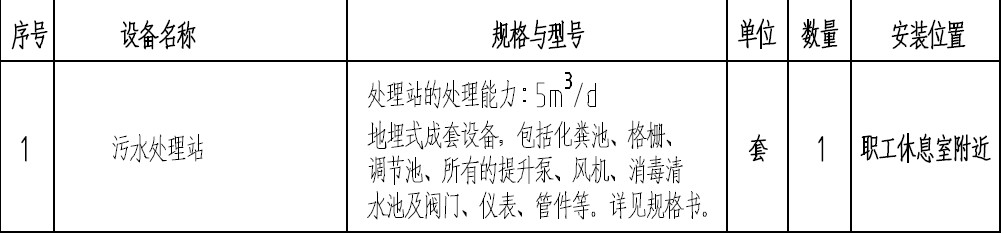 序号 设备名称 规格与型号 单位 数量 安装位置
处理站的处理能力：5m³/d
地埋式成套设备，包括化粪池、格栅、
1 污水处理站 套 1 职工休息室附近
调节池、所有的提升泵、风机、消毒清
水池及阀门、仪表、管件等。详见规格书。